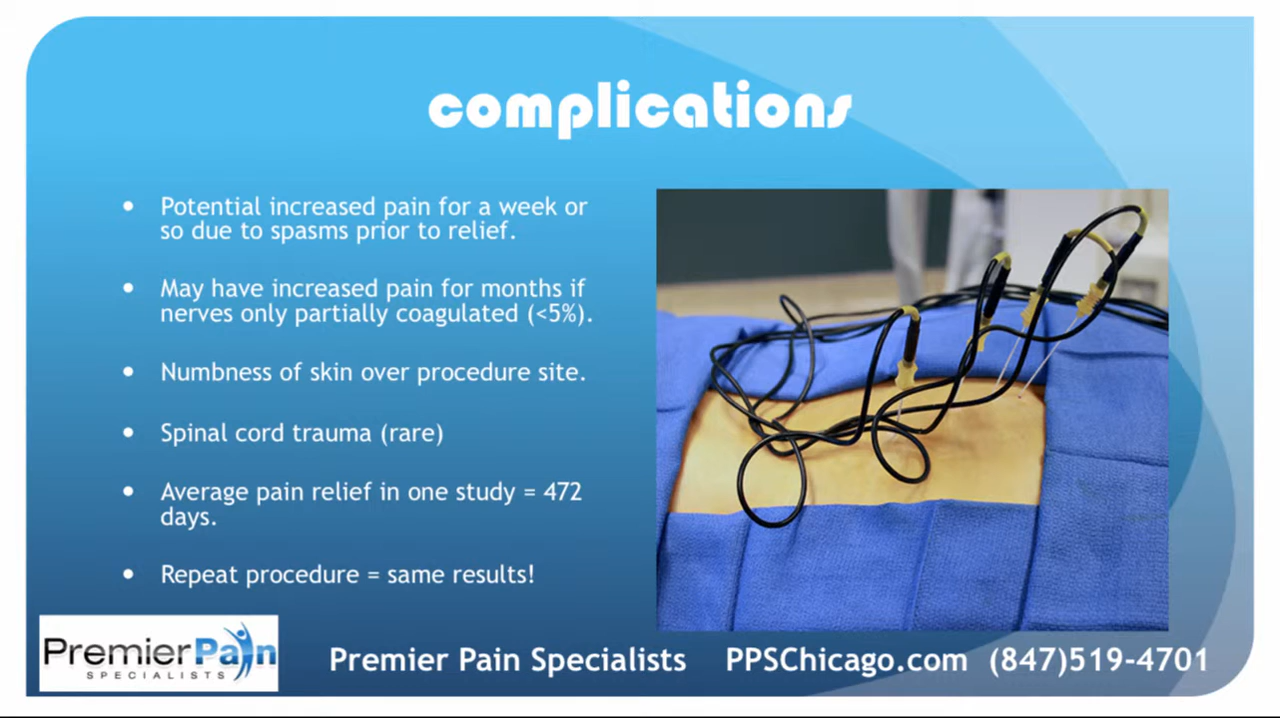 complications
• Potential increased pain for a week or
so due to spasms prior to relief.
• May have increased pain for months if
nerves only partially coagulated (<5%).
• Numbness of skin over procedure site.
• Spinal cord trauma (rare)
• Average pain relief in one study = 472
days.
• Repeat procedure = same results!
PremierPain
SPECIALISTS
Premier Pain Specialists PPSChicago.com (847)519-4701